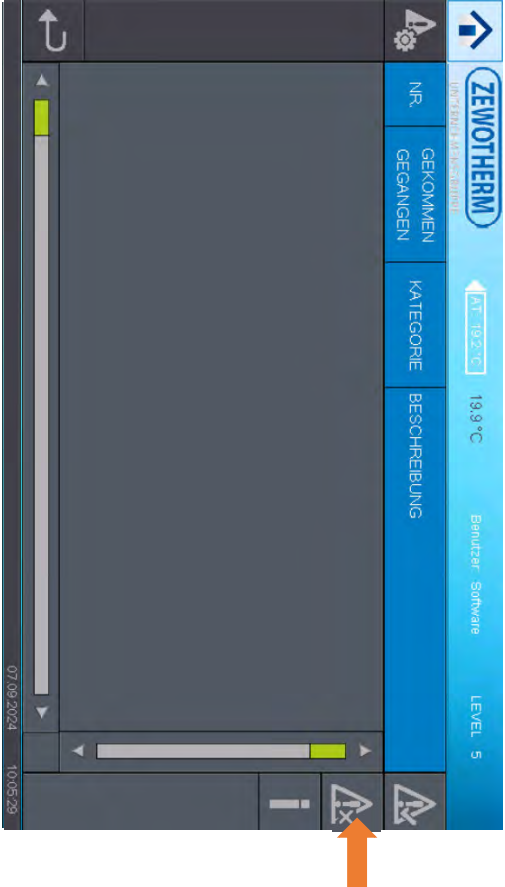 ZEWOTHERM
AT: 19.2°C
19.9 °C
Benutzer: Software
LEVEL 5
NR.
GEKOMMEN
GEGANGEN
KATEGORIE
BESCHREIBUNG
07.09.2024 10:05:29